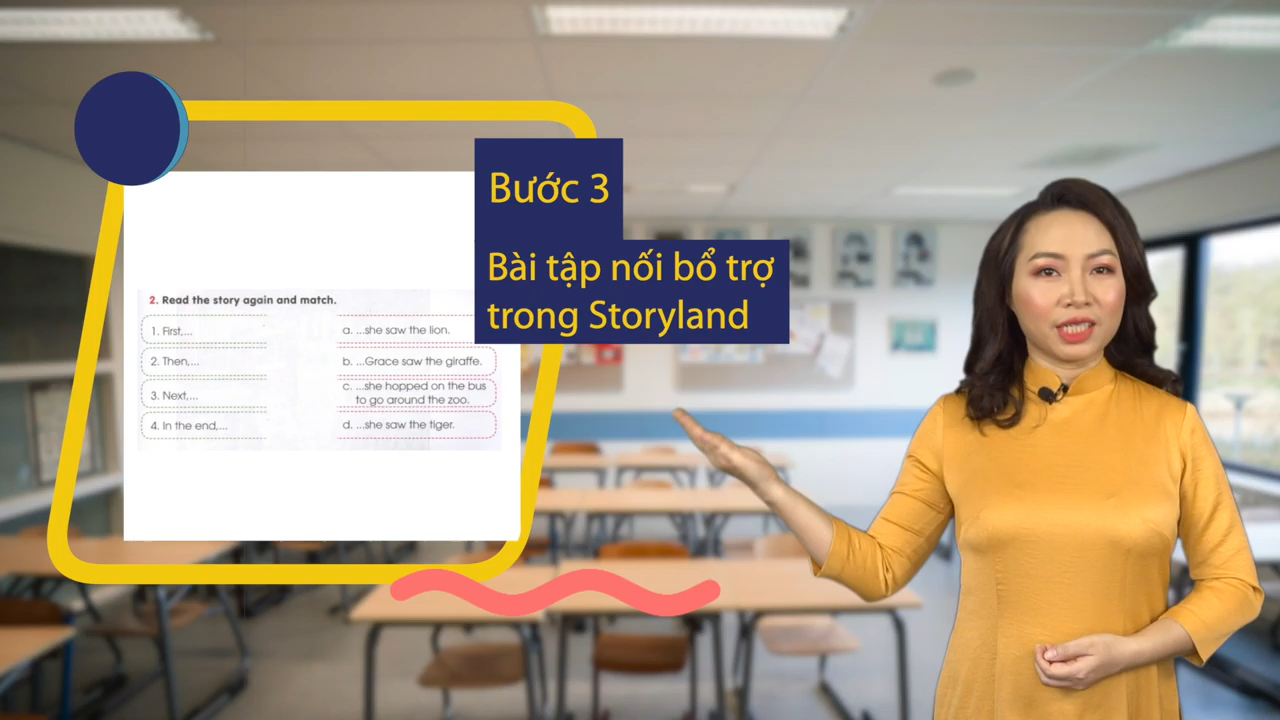 Bước 3
Bài tập nối bổ trợ
trong Storyland
2. Read the story again and match.
1. First,...
2. Then,...
3. Next,...
4. In the end,...
a. ...she saw the lion.
b. ...Grace saw the giraffe.
c. ...she hopped on the bus
to go around the zoo.
d. ...she saw the tiger.